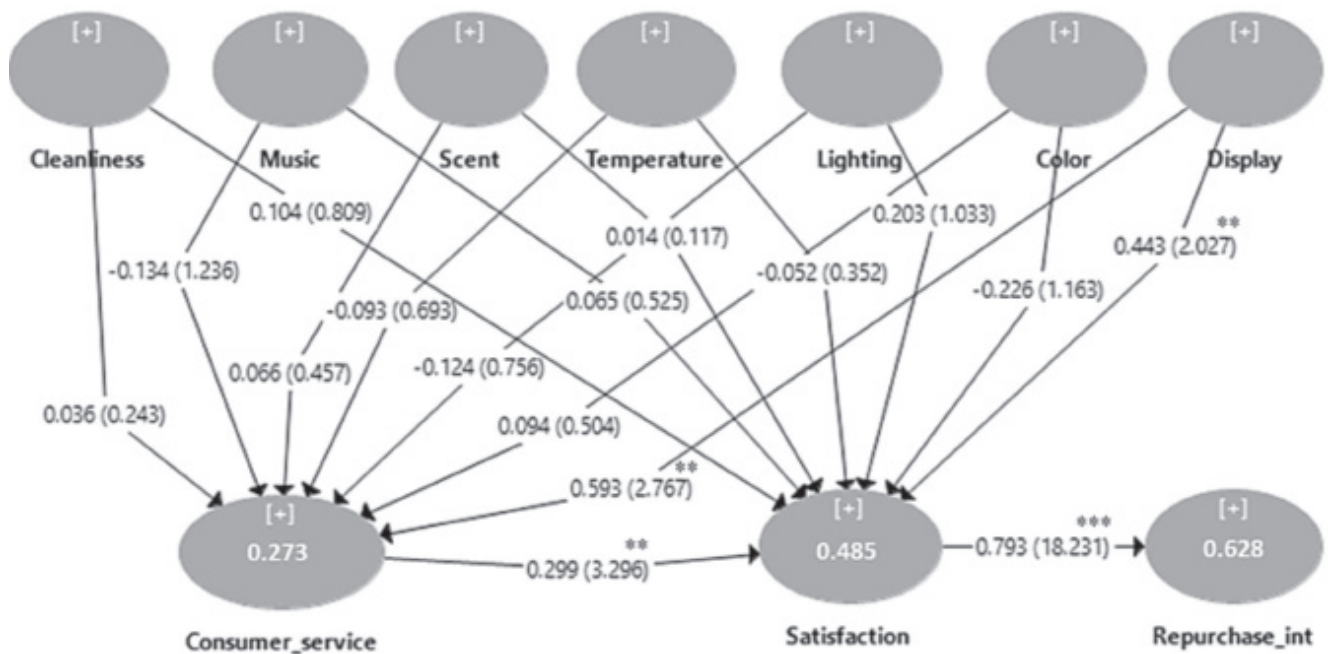 [+] [+] [+] [+] [+] [+] [+]
Cleanliness Music Scent Temperature Lighting Color Display
0.104 (0.809) 0.203 (1.033)
**
0.014 (0.117) 0.443 (2.027)
-0.134 (1.236) -0.052 (0.352)
0.065 (0.525) -0.226 (1.163)
-0.093 (0.693)
0.066 (0.457) -0.124 (0.756)
0.036 (0.243) 0.094 (0.504)
**
0.593 (2.767)
[+] [+] [+]
0.273 0.485 0.628
** ***
0.299 (3.296) 0.793 (18.231)
Consumer_service Satisfaction Repurchase_int